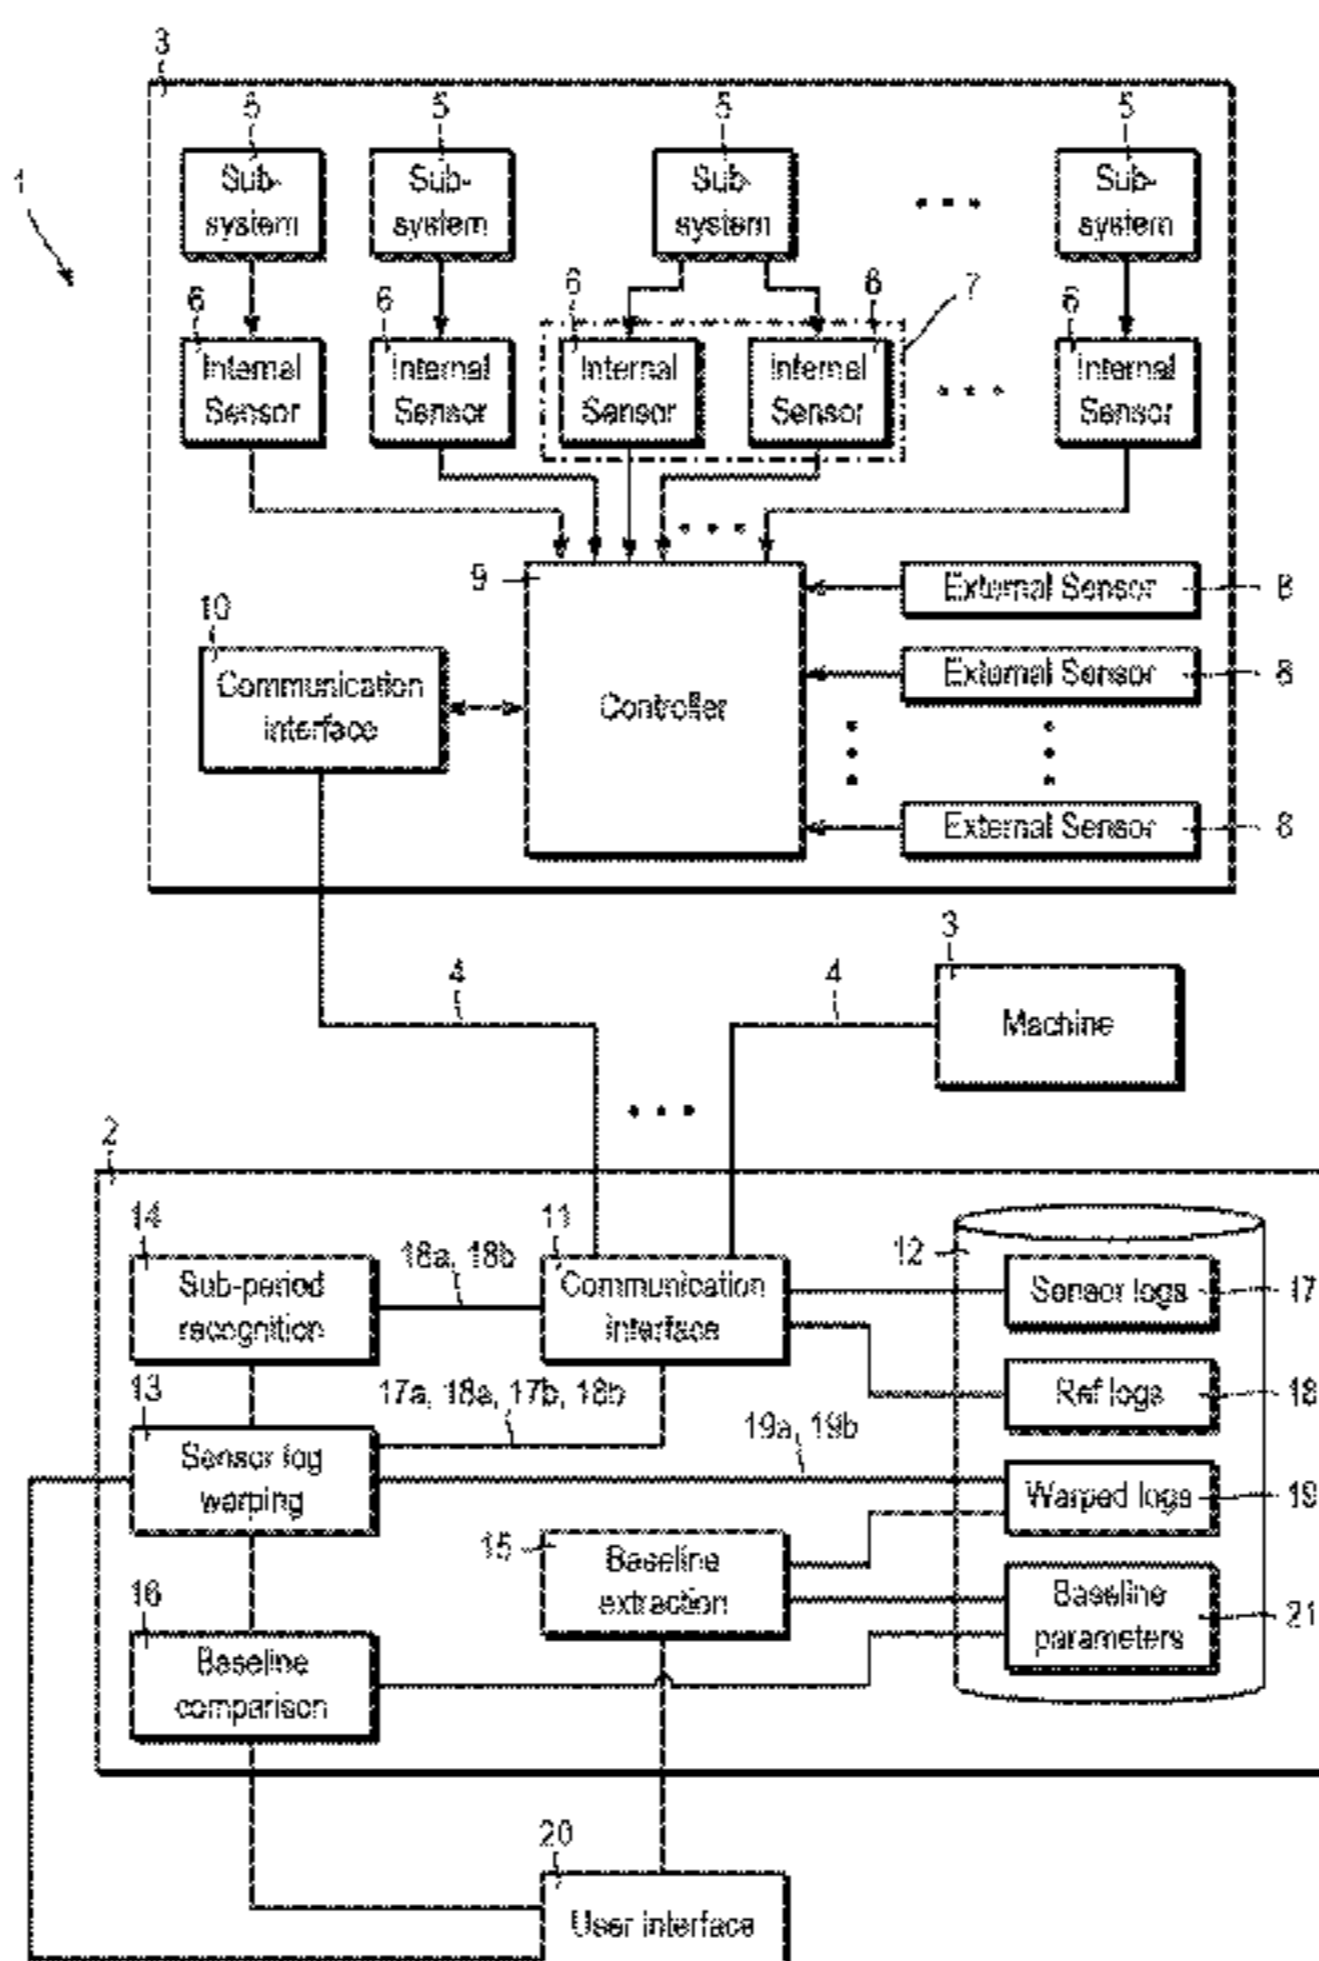 3
5 5 5 5
1
Sub-
system
Sub-
system
Sub-
system
Sub-
system
6 6 6 6 7 6
Internal
Sensor
Internal
Sensor
Internal
Sensor
Internal
Sensor
Internal
Sensor
9
External Sensor 8
10
Communication
interface
Controller
External Sensor 8
External Sensor 8
3
4 4
Machine
2
14
Sub-period
recognition
18a, 18b
11
Communication
interface
12
Sensor logs 17
13
17a, 18a, 17b, 18b
Ref logs 18
Sensor log
warping
19a, 19b
Warped logs 19
15
Baseline
extraction
Baseline
parameters
21
16
Baseline
comparison
20
User interface